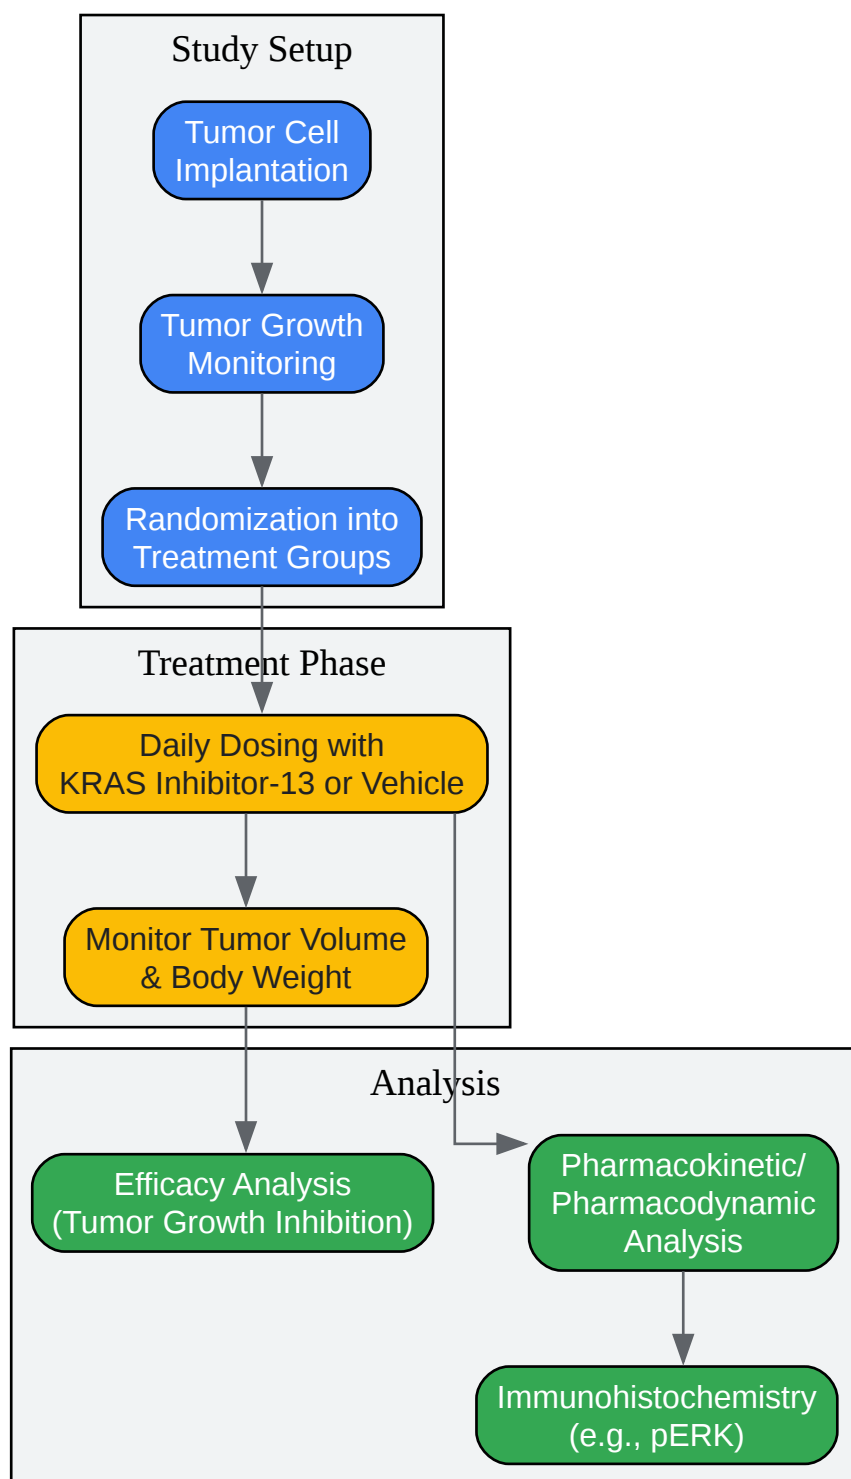 Study Setup
Tumor Cell
Implantation
Tumor Growth
Monitoring
Randomization into
Treatment Groups
Treatment Phase
Daily Dosing with
KRAS Inhibitor-13 or Vehicle
Monitor Tumor Volume
& Body Weight
Analysis
Efficacy Analysis
(Tumor Growth Inhibition)
Pharmacokinetic/
Pharmacodynamic
Analysis
Immunohistochemistry
(e.g., pERK)